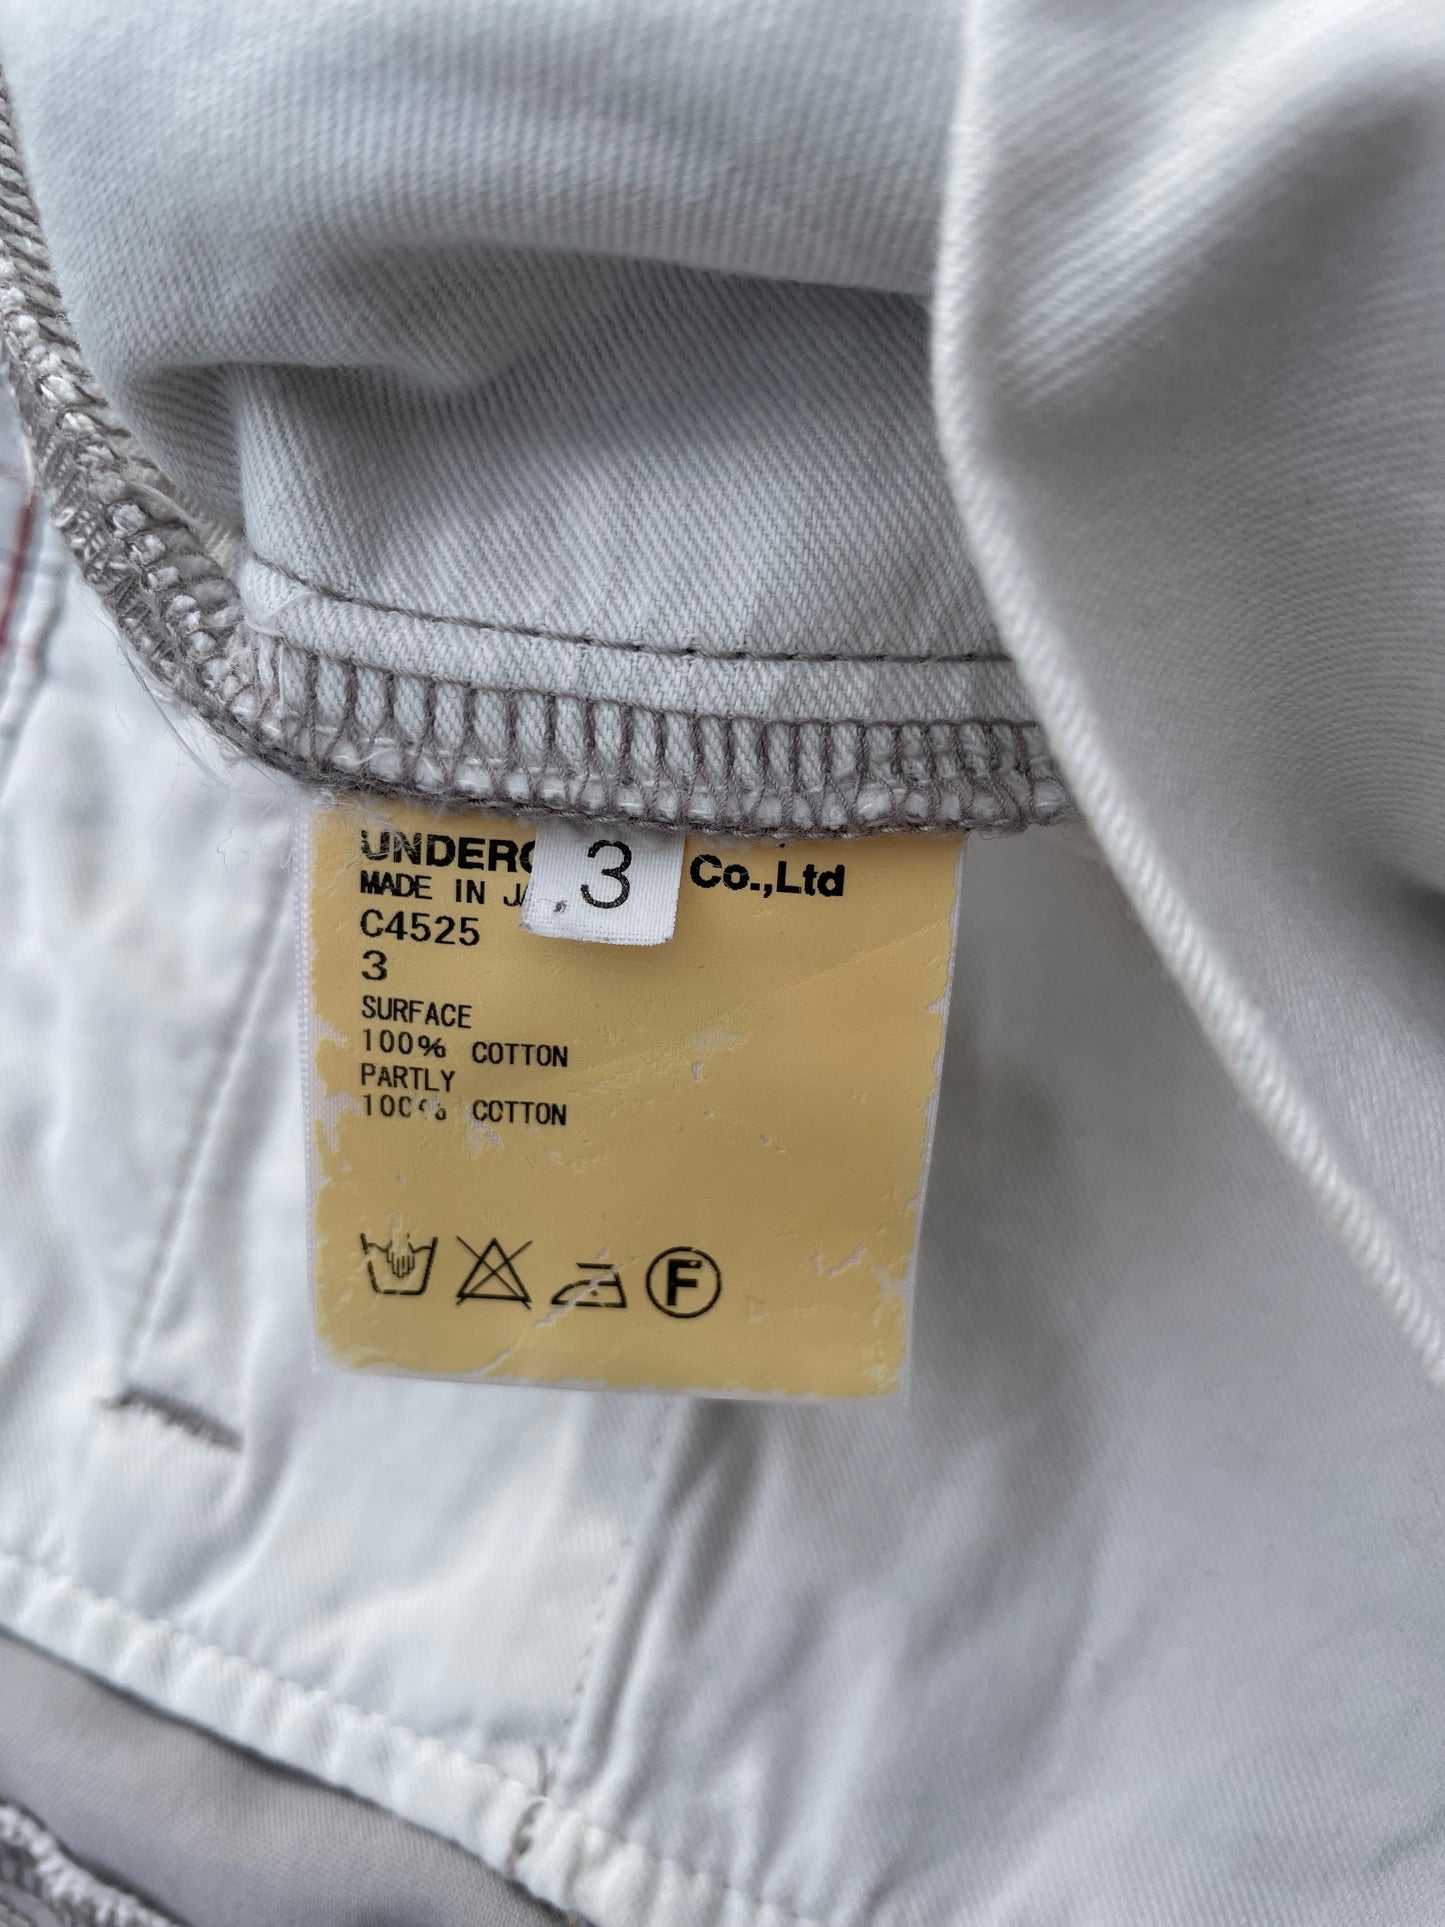 UNDERC 3 Co.,Ltd
MADE IN JA
C4525
3
SURFACE
100% COTTON
PARTLY
100% COTTON
F